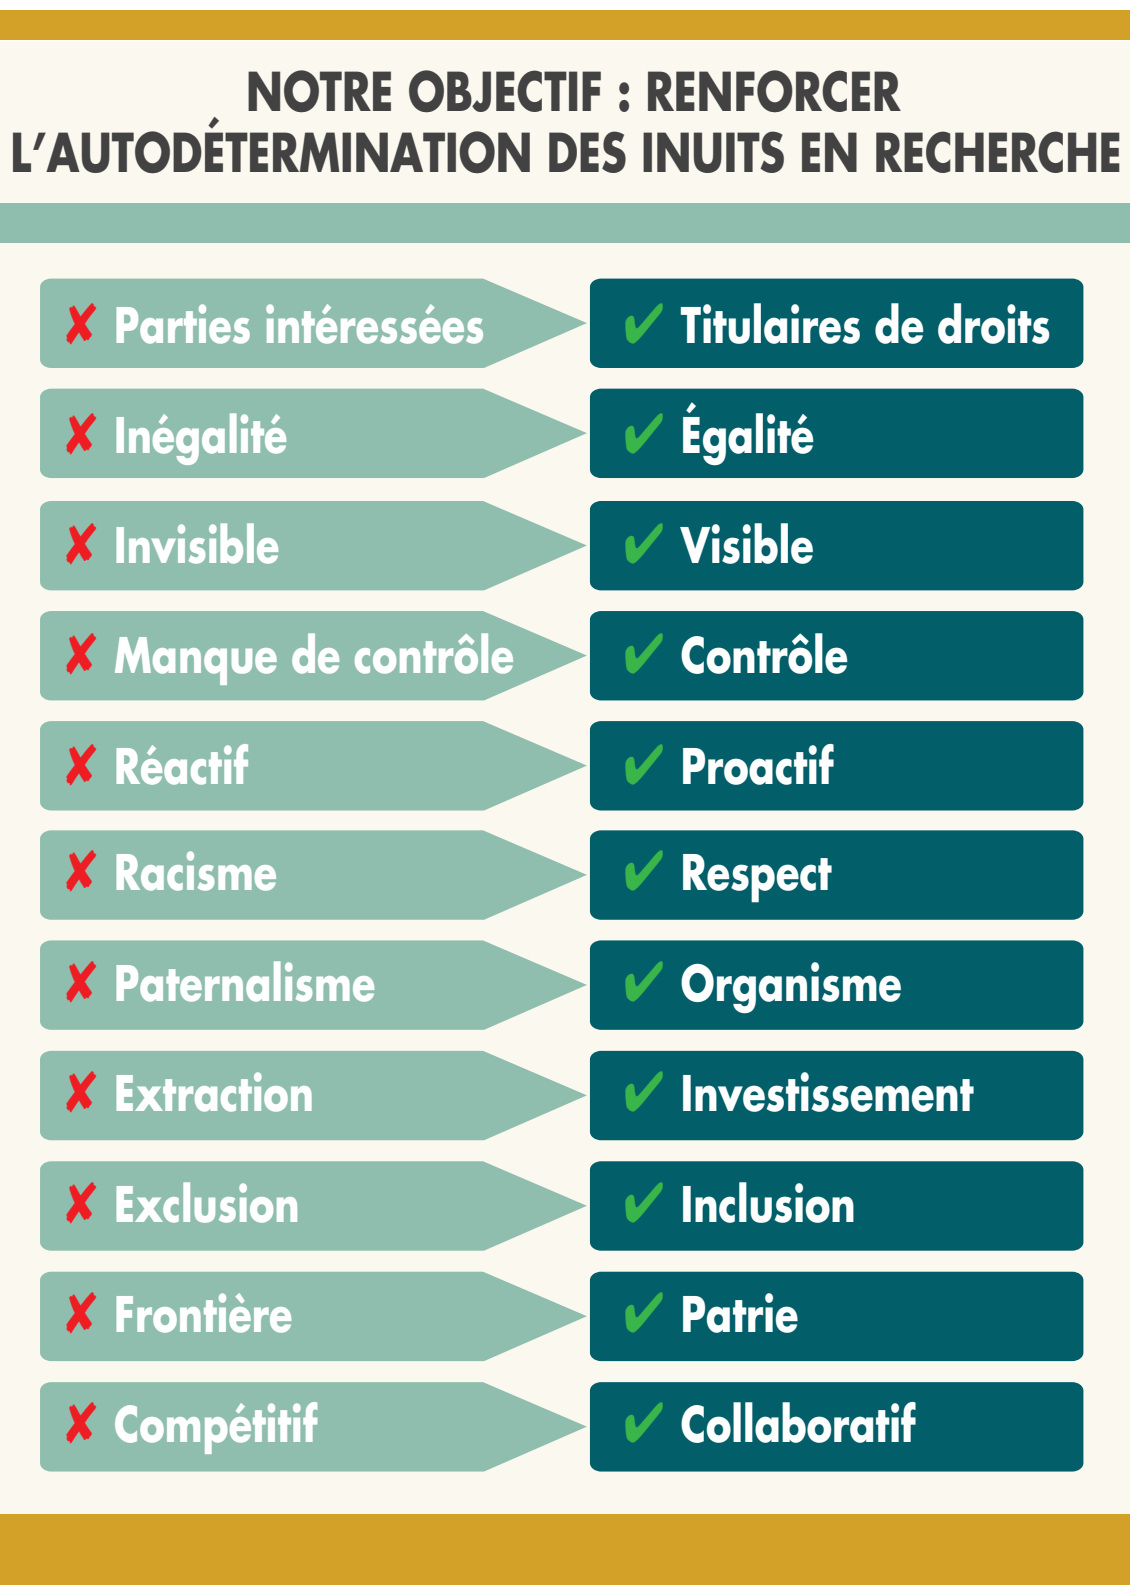 NOTRE OBJECTIF : RENFORCER
L’AUTODÉTERMINATION DES INUITS EN RECHERCHE
✘ Parties intéressées
✔ Titulaires de droits
✘ Inégalité
✔ Égalité
✘ Invisible
✔ Visible
✘ Manque de contrôle
✔ Contrôle
✘ Réactif
✔ Proactif
✘ Racisme
✔ Respect
✘ Paternalisme
✔ Organisme
✘ Extraction
✔ Investissement
✘ Exclusion
✔ Inclusion
✘ Frontière
✔ Patrie
✘ Compétitif
✔ Collaboratif